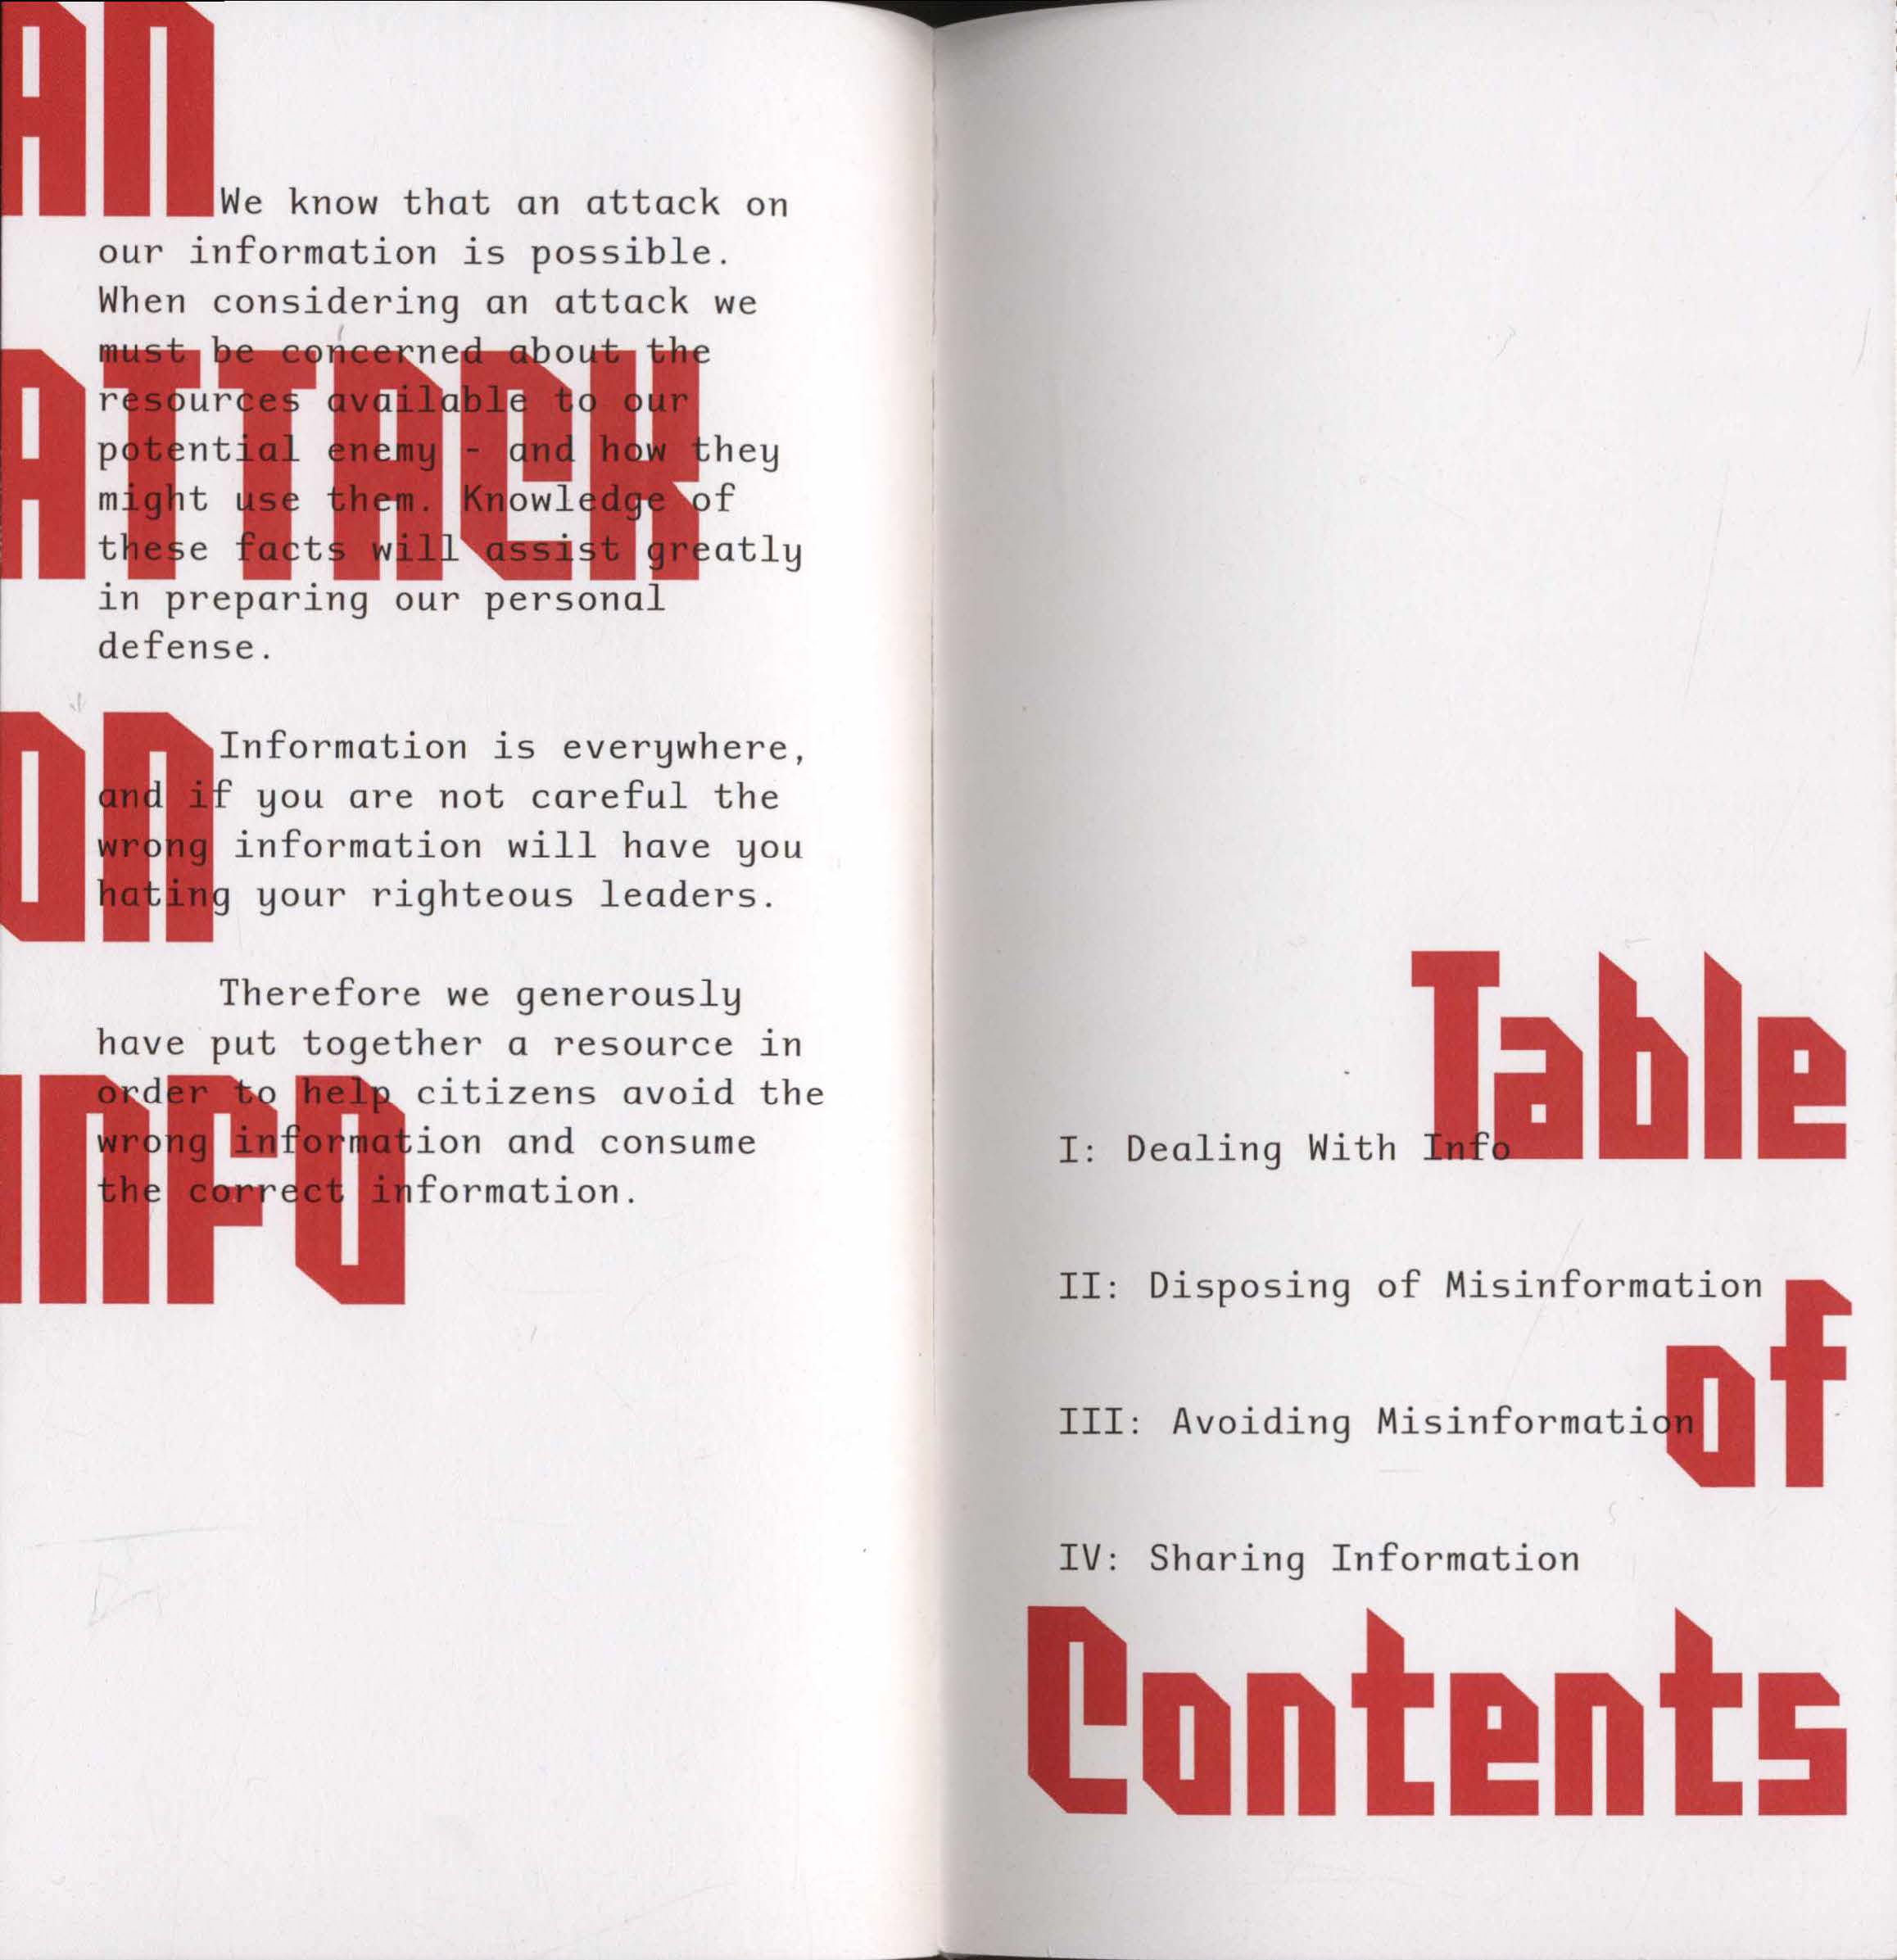 AN
ATTACK
ON
INFO
We know that an attack on
our information is possible.
When considering an attack we
must be concerned about the
resources available to our
potential enemy - and how they
might use them. Knowledge of
these facts will assist greatly
in preparing our personal
defense.
Information is everywhere,
and if you are not careful the
wrong information will have you
hating your righteous leaders.
Therefore we generously
have put together a resource in
order to help citizens avoid the
wrong information and consume
the correct information.
Table
of
Contents
I: Dealing With Info
II: Disposing of Misinformation
III: Avoiding Misinformation
IV: Sharing Information